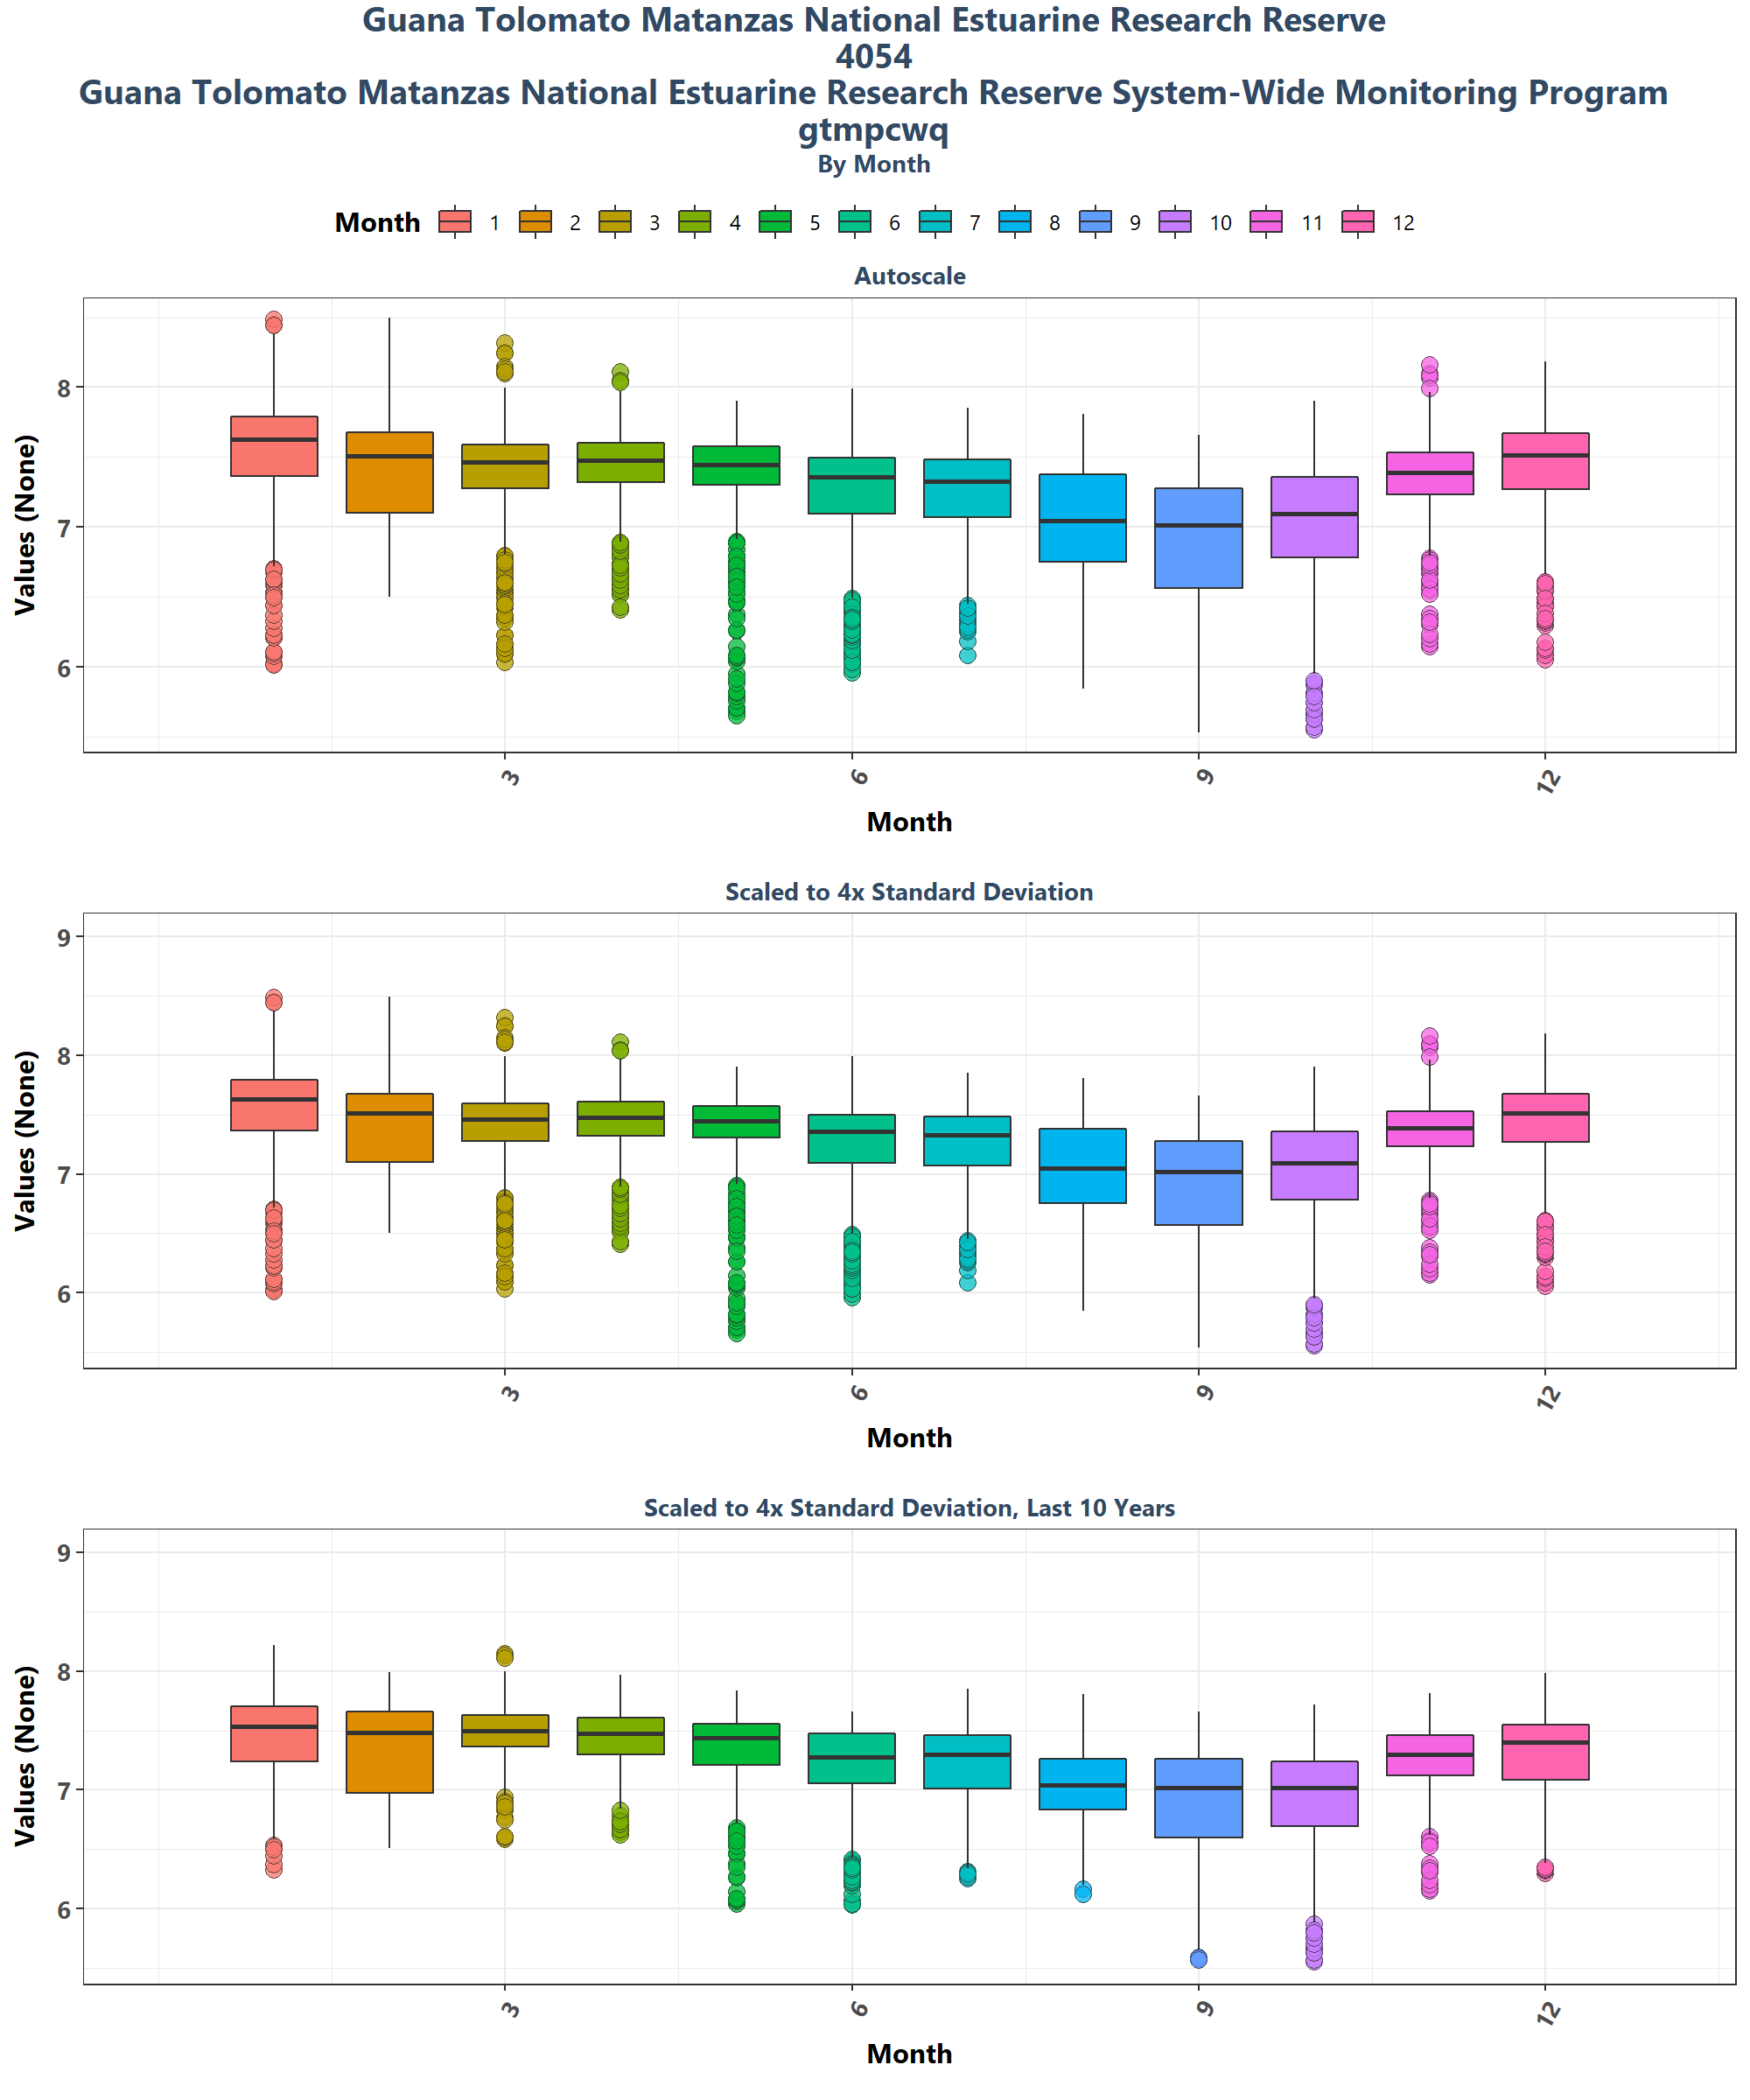 Guana Tolomato Matanzas National Estuarine Research Reserve
4054
Guana Tolomato Matanzas National Estuarine Research Reserve System-Wide Monitoring Program
gtmpcwq
By Month
Month 1 2 3 4 5 6 7 8 9 10 11 12
Autoscale
Values (None)
8
7
6
3 6 9 12
Month
Scaled to 4x Standard Deviation
Values (None)
9
8
7
6
3 6 9 12
Month
Scaled to 4x Standard Deviation, Last 10 Years
Values (None)
9
8
7
6
3 6 9 12
Month